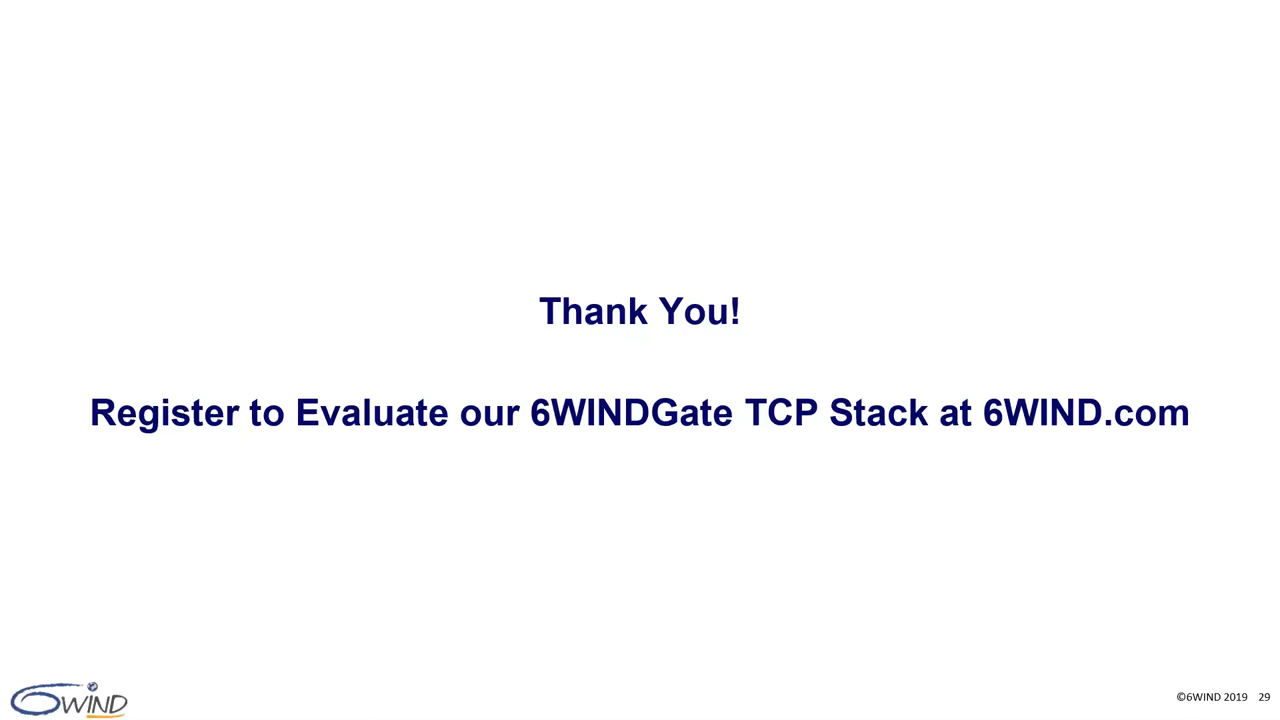 Thank You!
Register to Evaluate our 6WINDGate TCP Stack at 6WIND.com
6WIND
©6WIND 2019 29